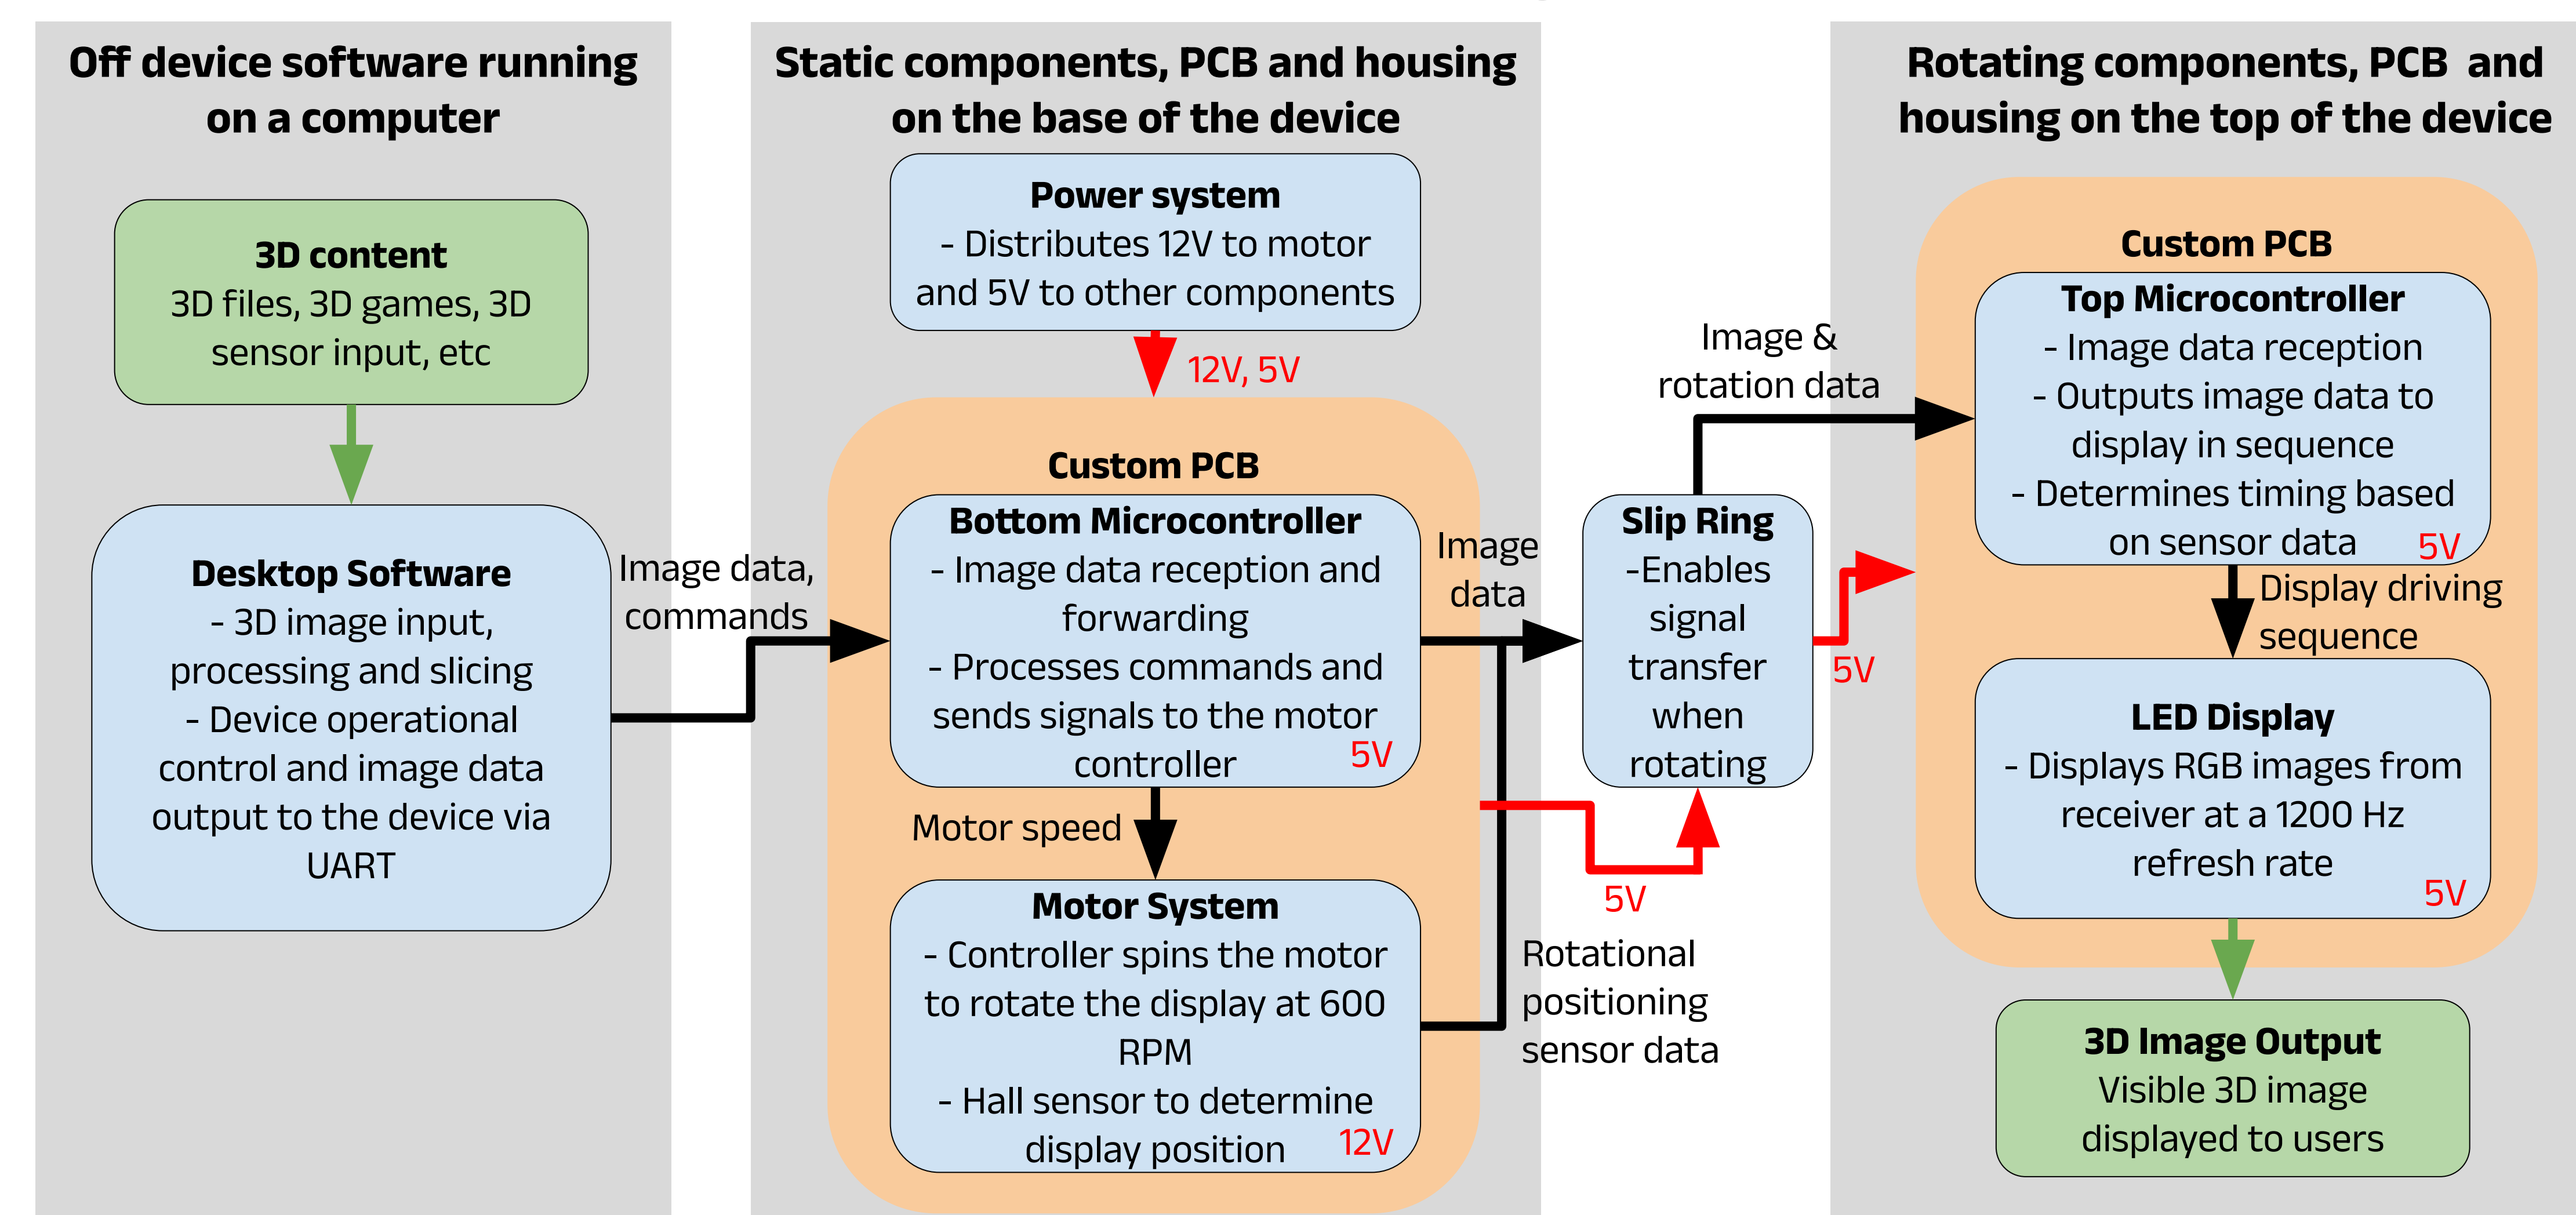 Off device software running
on a computer
3D content
3D files, 3D games, 3D
sensor input, etc
Desktop Software
- 3D image input,
processing and slicing
- Device operational
control and image data
output to the device via
UART
Image data,
commands
Static components, PCB and housing
on the base of the device
Power system
- Distributes 12V to motor
and 5V to other components
12V, 5V
Custom PCB
Bottom Microcontroller
- Image data reception and
forwarding
- Processes commands and
sends signals to the motor
controller
5V
Motor speed
Motor System
- Controller spins the motor
to rotate the display at 600
RPM
- Hall sensor to determine
display position
12V
Image
data
Rotational
positioning
sensor data
5V
Slip Ring
-Enables
signal
transfer
when
rotating
Image &
rotation data
5V
Rotating components, PCB  and
housing on the top of the device
Custom PCB
Top Microcontroller
- Image data reception
- Outputs image data to
display in sequence
- Determines timing based
on sensor data
5V
Display driving
sequence
LED Display
- Displays RGB images from
receiver at a 1200 Hz
refresh rate
5V
3D Image Output
Visible 3D image
displayed to users